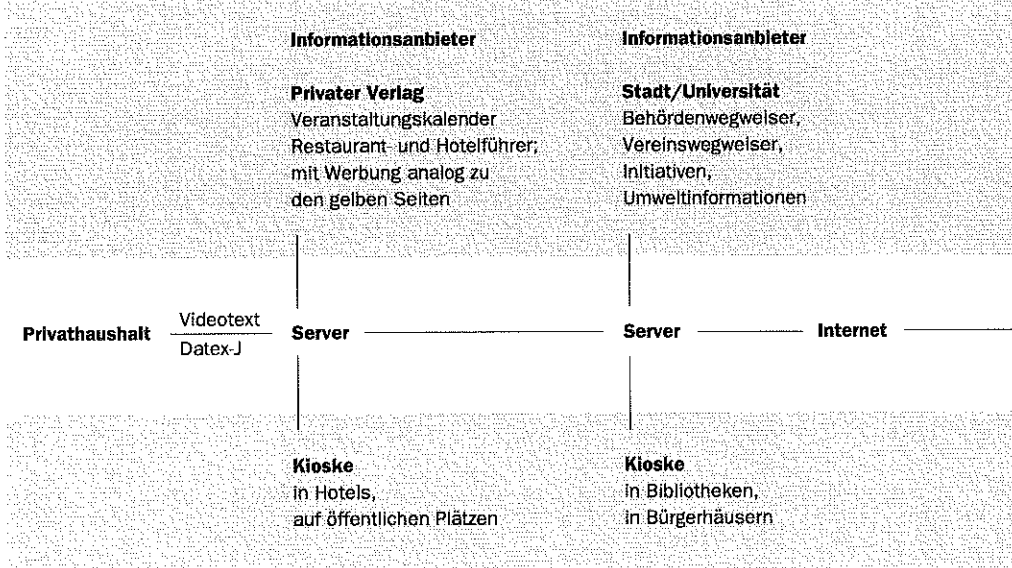 Informationsanbieter
Privater Verlag
Veranstaltungskalender
Restaurant- und Hotelführer;
mit Werbung analog zu
den gelben Seiten
Informationsanbieter
Stadt/Universität
Behördenwegweiser,
Vereinswegweiser,
Initiativen,
Umweltinformationen
Privathaushalt
Videotext
Datex-J
Server
Server
Internet
Kioske
in Hotels,
auf öffentlichen Plätzen
Kioske
in Bibliotheken,
in Bürgerhäusern